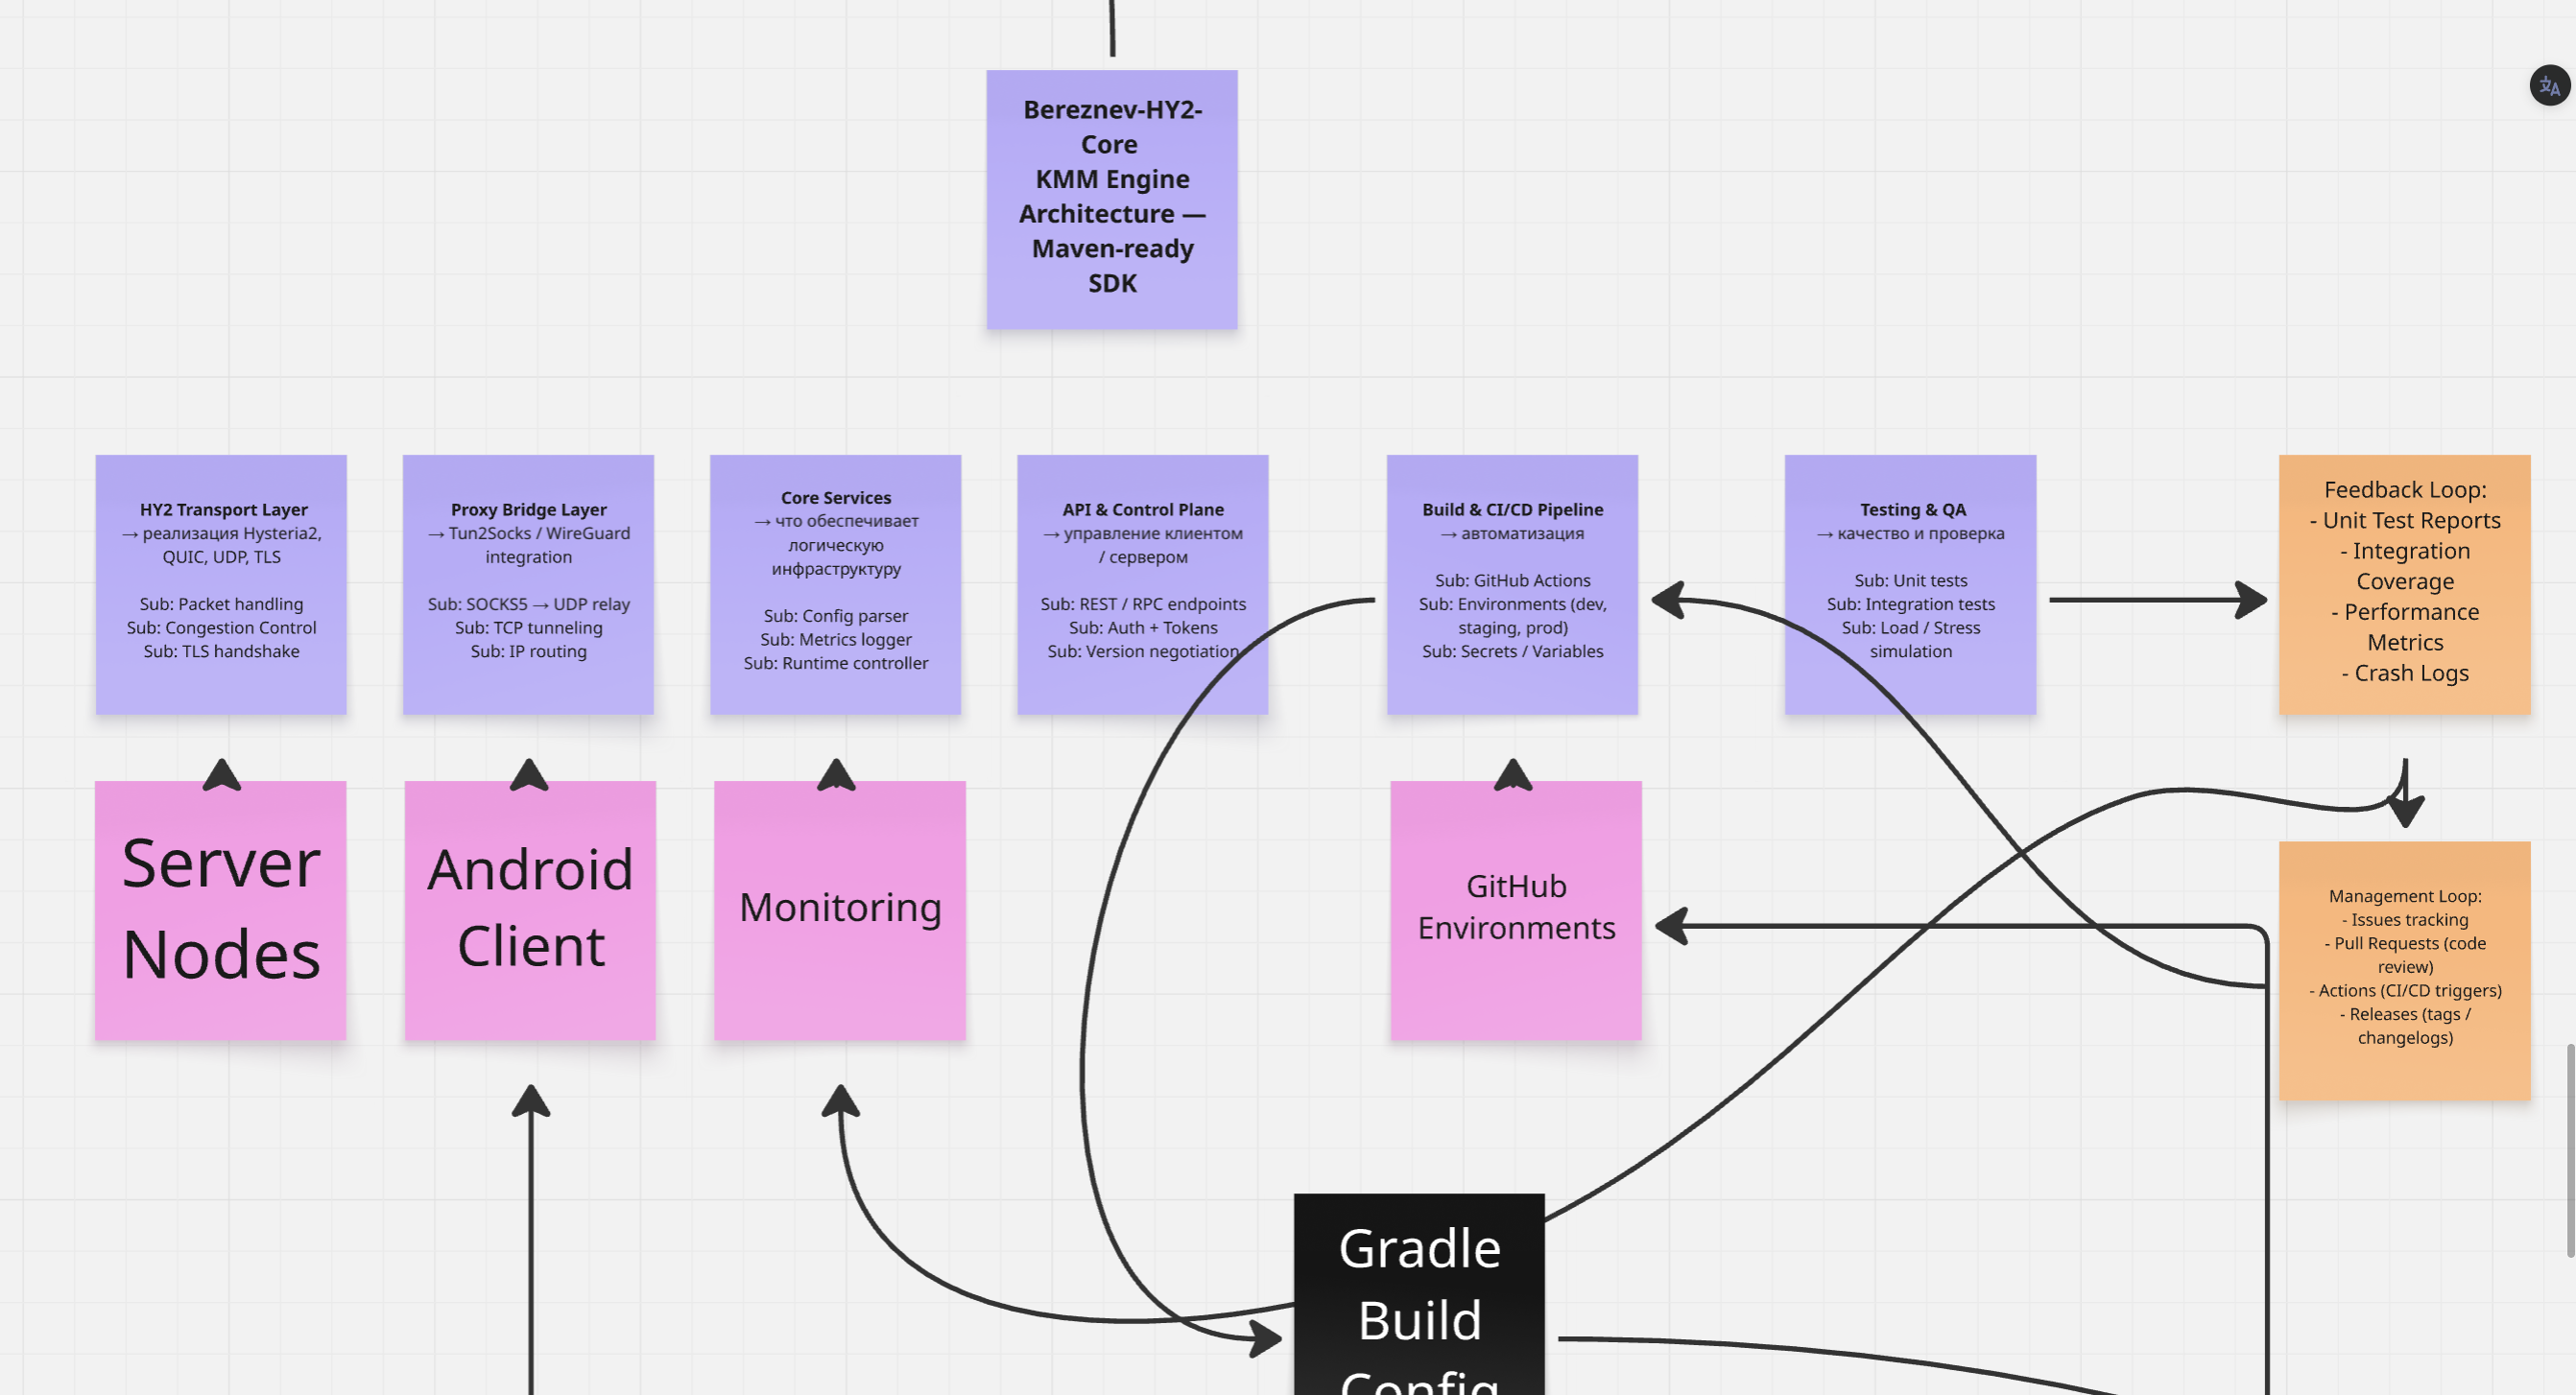 Bereznev-HY2-
Core
KMM Engine
Architecture —
Maven-ready
SDK
HY2 Transport Layer
→ реализация Hysteria2,
QUIC, UDP, TLS
Sub: Packet handling
Sub: Congestion Control
Sub: TLS handshake
Proxy Bridge Layer
→ Tun2Socks / WireGuard
integration
Sub: SOCKS5 → UDP relay
Sub: TCP tunneling
Sub: IP routing
Core Services
→ что обеспечивает
логическую
инфраструктуру
Sub: Config parser
Sub: Metrics logger
Sub: Runtime controller
API & Control Plane
→ управление клиентом
/ сервером
Sub: REST / RPC endpoints
Sub: Auth + Tokens
Sub: Version negotiation
Build & CI/CD Pipeline
→ автоматизация
Sub: GitHub Actions
Sub: Environments (dev,
staging, prod)
Sub: Secrets / Variables
Testing & QA
→ качество и проверка
Sub: Unit tests
Sub: Integration tests
Sub: Load / Stress
simulation
Feedback Loop:
- Unit Test Reports
- Integration
Coverage
- Performance
Metrics
- Crash Logs
Server
Nodes
Android
Client
Monitoring
GitHub
Environments
Management Loop:
- Issues tracking
- Pull Requests (code
review)
- Actions (CI/CD triggers)
- Releases (tags /
changelogs)
Gradle
Build
Config